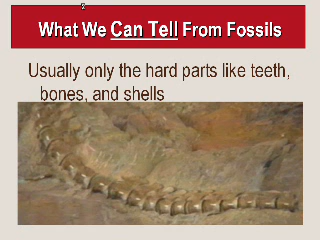 What We Can Tell From Fossils
Usually only the hard parts like teeth,
bones, and shells